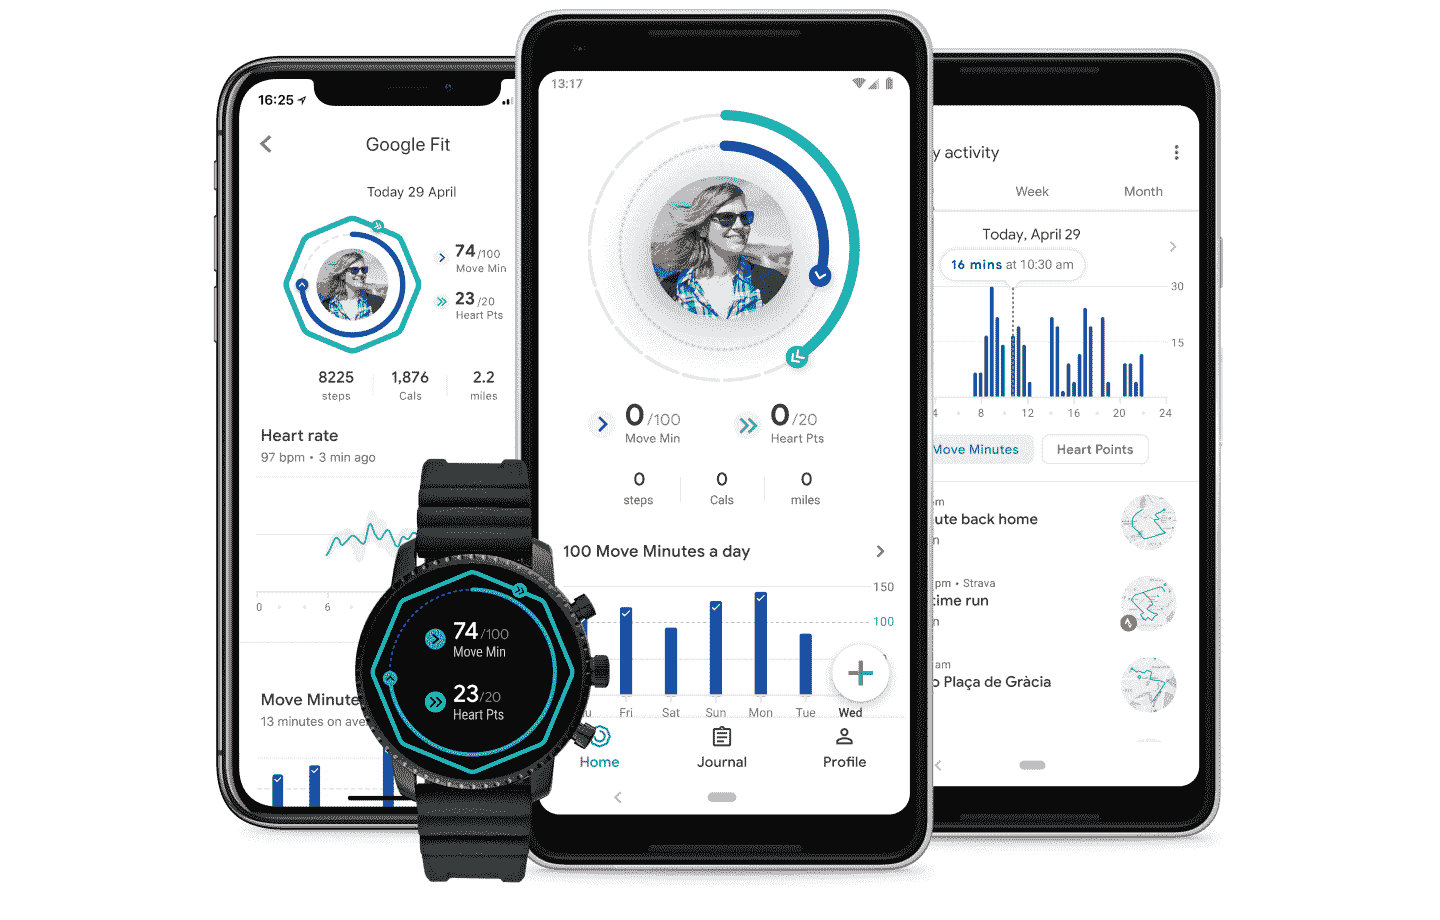 16:25
Google Fit
Today 29 April
74/100
Move Min
23/20
Heart Pts
8225
steps
1,876
Cals
2.2
miles
Heart rate
97 bpm • 3 min ago
0
6
Move Minute
13 minutes on ave
74/100
Move Min
23/20
Heart Pts
13:17
0/100
Move Min
0/20
Heart Pts
0
steps
0
Cals
0
miles
100 Move Minutes a day
150
100
u
Fri
Sat
Sun
Mon
Tue
Wed
Home
Journal
Profile
y activity
Week
Month
Today, April 29
16 mins at 10:30 am
30
15
4
8
12
16
20
24
Move Minutes
Heart Points
pm
ute back home
n
pm • Strava
time run
n
am
o Plaça de Gràcia